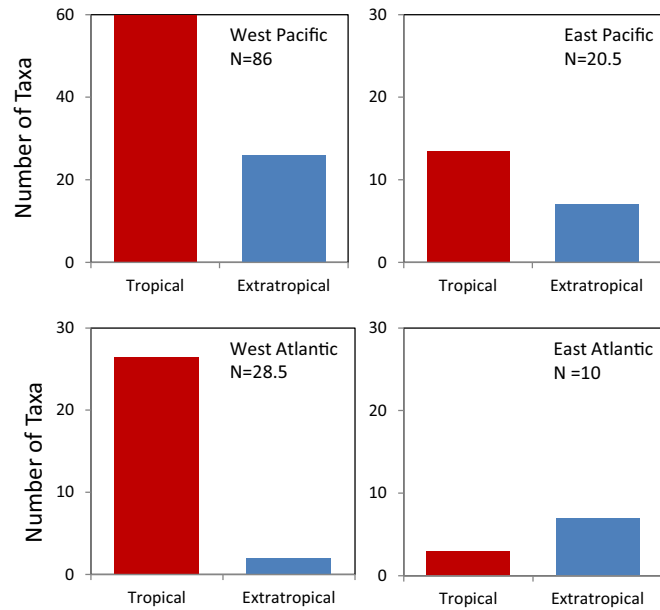 60
40
20
0
Number of Taxa
West Pacific
N=86
Tropical
Extratropical
30
20
10
0
East Pacific
N=20.5
Tropical
Extratropical
30
20
10
0
Number of Taxa
West Atlantic
N=28.5
Tropical
Extratropical
30
20
10
0
East Atlantic
N =10
Tropical
Extratropical